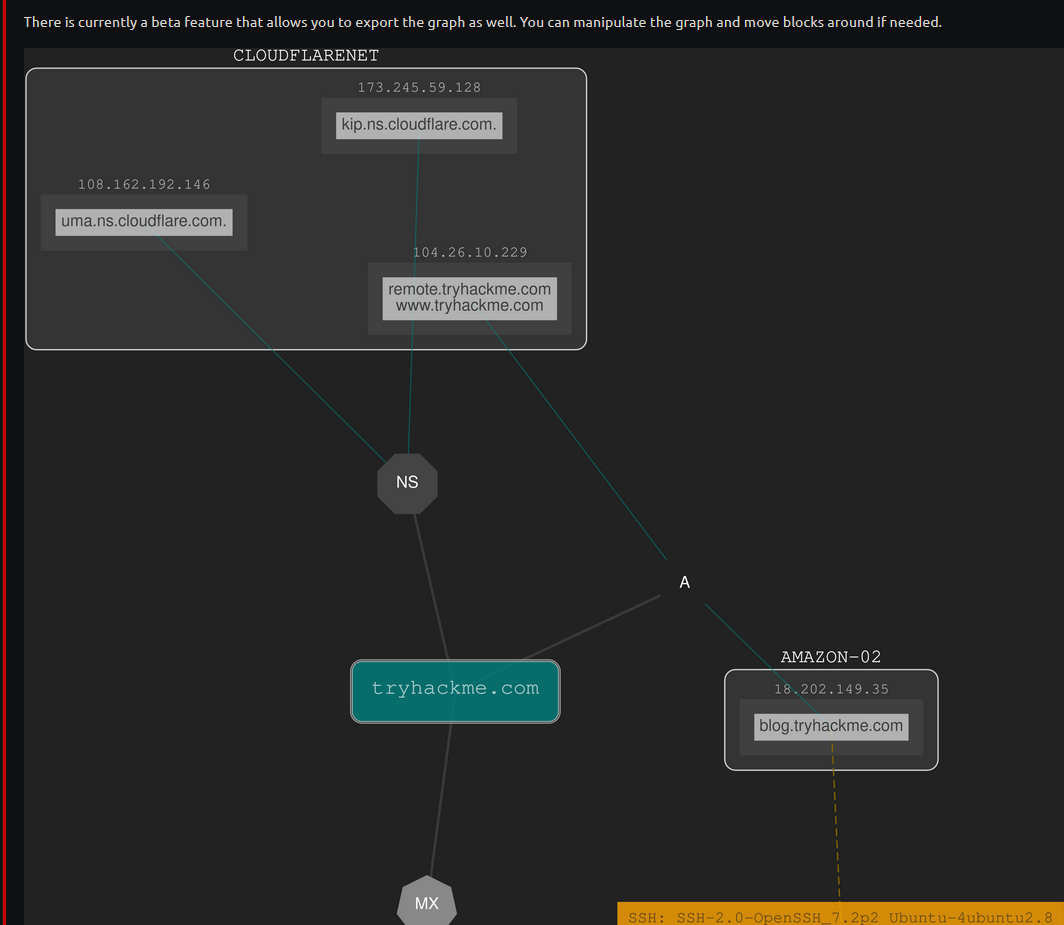 There is currently a beta feature that allows you to export the graph as well. You can manipulate the graph and move blocks around if needed.
CLOUDFLARENET
173.245.59.128
kip.ns.cloudflare.com.
108.162.192.146
uma.ns.cloudflare.com.
104.26.10.229
remote.tryhackme.com
www.tryhackme.com
NS
A
AMAZON-02
tryhackme.com
18.202.149.35
blog.tryhackme.com
MX
SSH: SSH-2.0-OpenSSH_7.2p2 Ubuntu-4ubuntu2.8